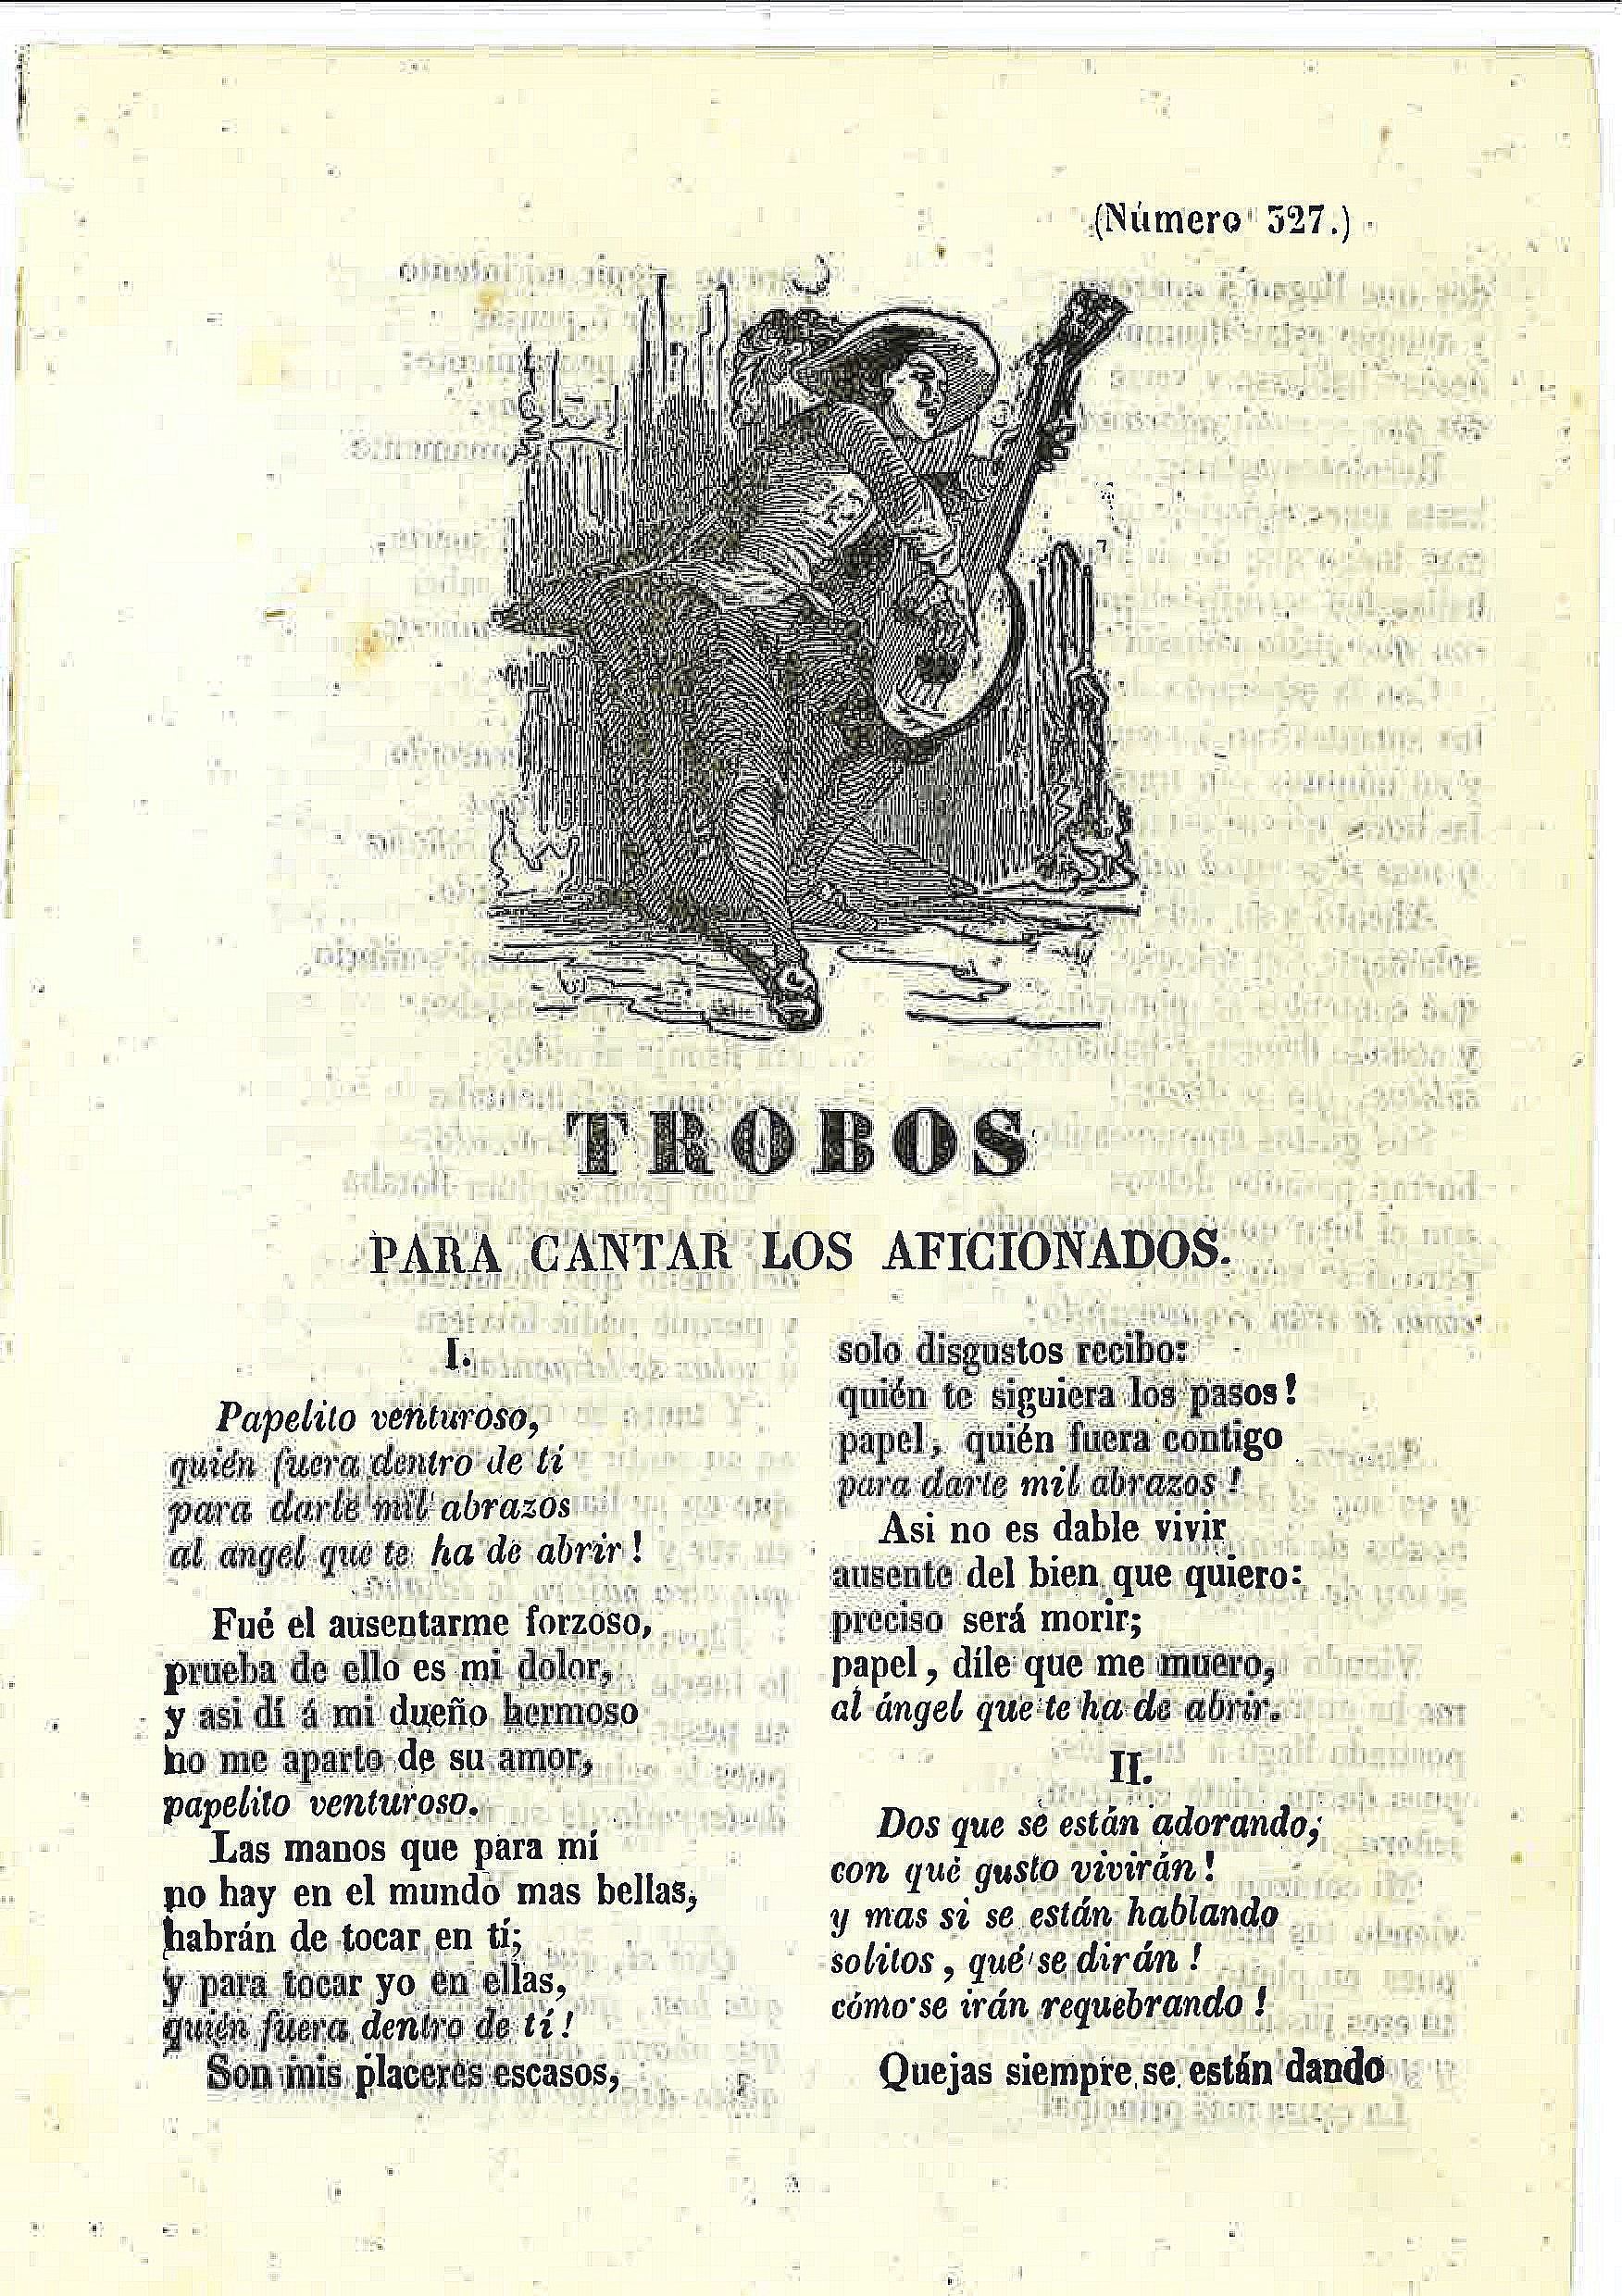 (Número 327.)
TROBOS
PARA CANTAR LOS AFICIONADOS.
I.
Papelito venturoso,
quién fuera dentro de tí
para darle mil abrazos
al angel que te ha de abrir!
Fué el ausentarme forzoso,
prueba de ello es mi dolor,
y asi dí á mi dueño hermoso
no me aparto de su amor,
papelito venturoso.
Las manos que para mí
no hay en el mundo mas bellas,
habrán de tocar en tí;
y para tocar yo en ellas,
quién fuera dentro de tí!
Son mis placeres escasos,
solo disgustos recibo:
quién te siguiera los pasos!
papel, quién fuera contigo
para darle mil abrazos!
Asi no es dable vivir
ausente del bien que quiero:
preciso será morir;
papel, díle que me muero,
al ángel que te ha de abrir.
II.
Dos que se están adorando,
con qué gusto vivirán!
y mas si se están hablando
solitos, qué se dirán!
cómo se irán requebrando!
Quejas siempre se están dando